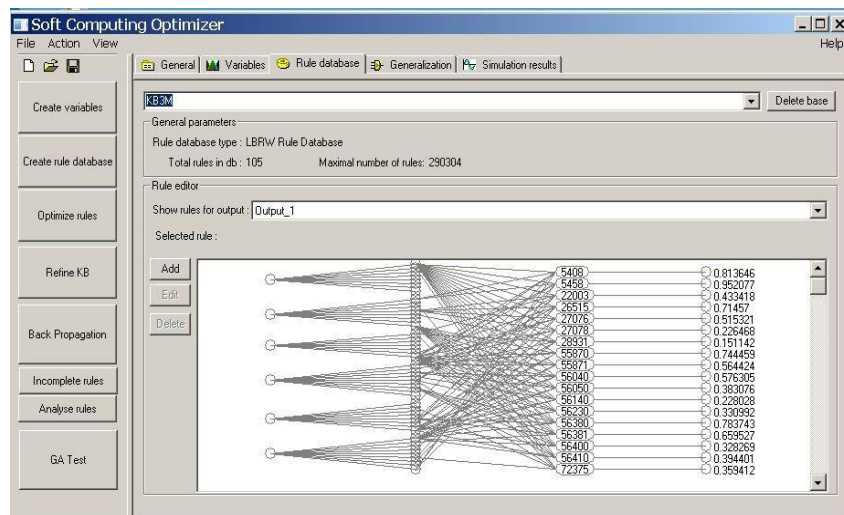 Soft Computing Optimizer
File Action View Help
General Variables Rule database Generalization Simulation results
Create variables
Create rule database
Optimize rules
Refine KB
Back Propagation
Incomplete rules
Analyse rules
GA Test
KB3M Delete base
General parameters
Rule database type : LBRW Rule Database
Total rules in db : 105 Maximal number of rules: 290304
Rule editor
Show rules for output : Output_1
Selected rule :
Add
Edit
Delete
5408 0.813646
5458 0.952077
22003 0.433418
26515 0.71457
27076 0.515321
27078 0.226468
28931 0.151142
55870 0.744459
55871 0.564424
56040 0.576305
56050 0.383076
56140 0.228028
56230 0.330992
56380 0.783743
56381 0.659527
56400 0.328269
56410 0.394401
72375 0.359412